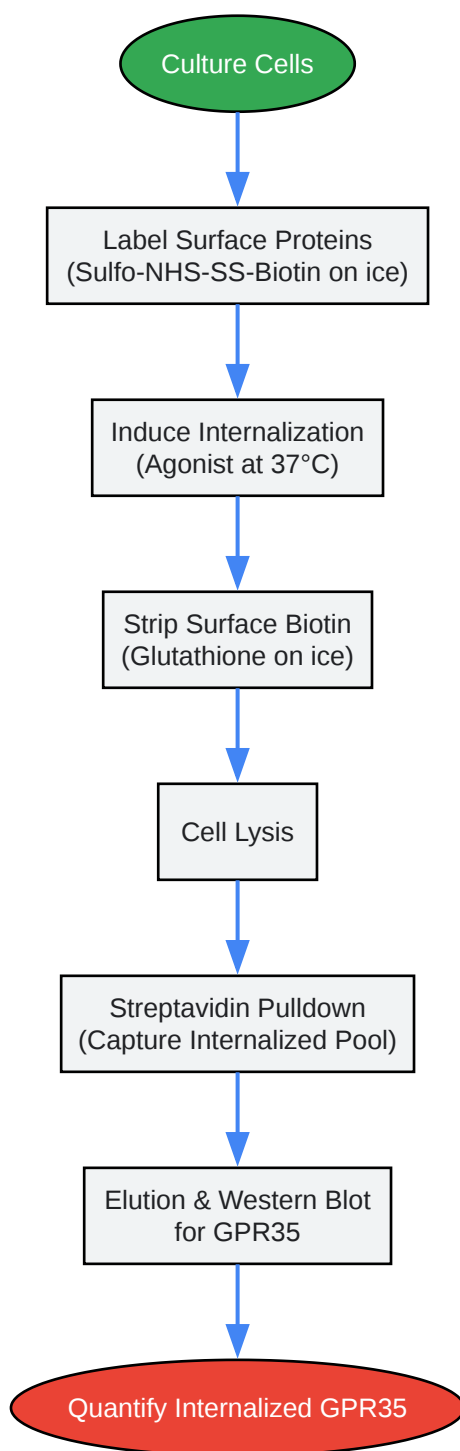 Culture Cells
Label Surface Proteins
(Sulfo-NHS-SS-Biotin on ice)
Induce Internalization
(Agonist at 37°C)
Strip Surface Biotin
(Glutathione on ice)
Cell Lysis
Streptavidin Pulldown
(Capture Internalized Pool)
Elution & Western Blot
for GPR35
Quantify Internalized GPR35